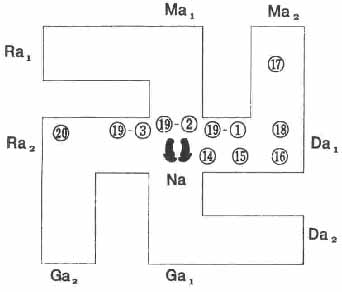 Ma₁ Ma₂
Ra₁
⑰
⑳ ⑲-③ ⑲-② ⑲-① ⑱
Ra₂ Da₁
⑭ ⑮ ⑯
Na
Da₂
Ga₂ Ga₁